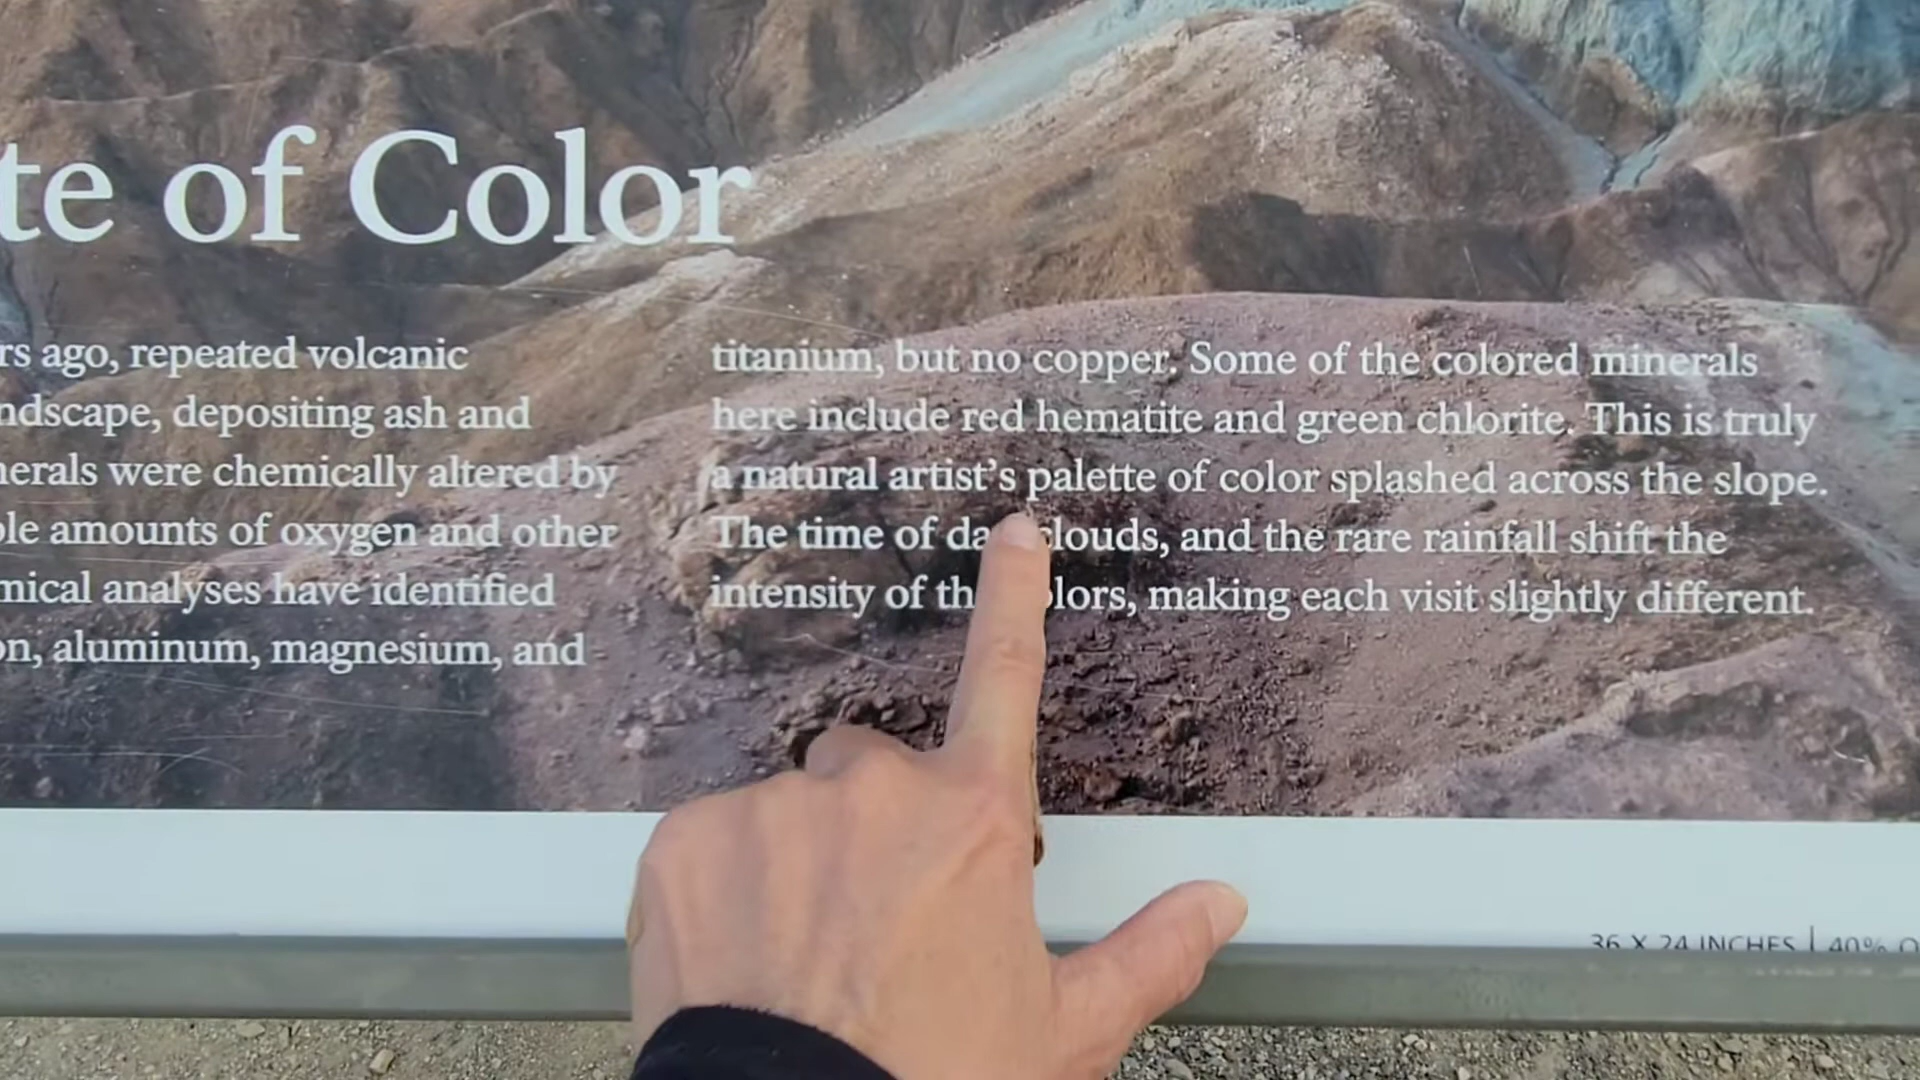 te of Color
rs ago, repeated volcanic
ndscape, depositing ash and
nerals were chemically altered by
ble amounts of oxygen and other
mical analyses have identified
on, aluminum, magnesium, and
titanium, but no copper. Some of the colored minerals
here include red hematite and green chlorite. This is truly
a natural artist's palette of color splashed across the slope.
The time of da clouds, and the rare rainfall shift the
intensity of th lors, making each visit slightly different.
36 X 24 INCHES | 40% O